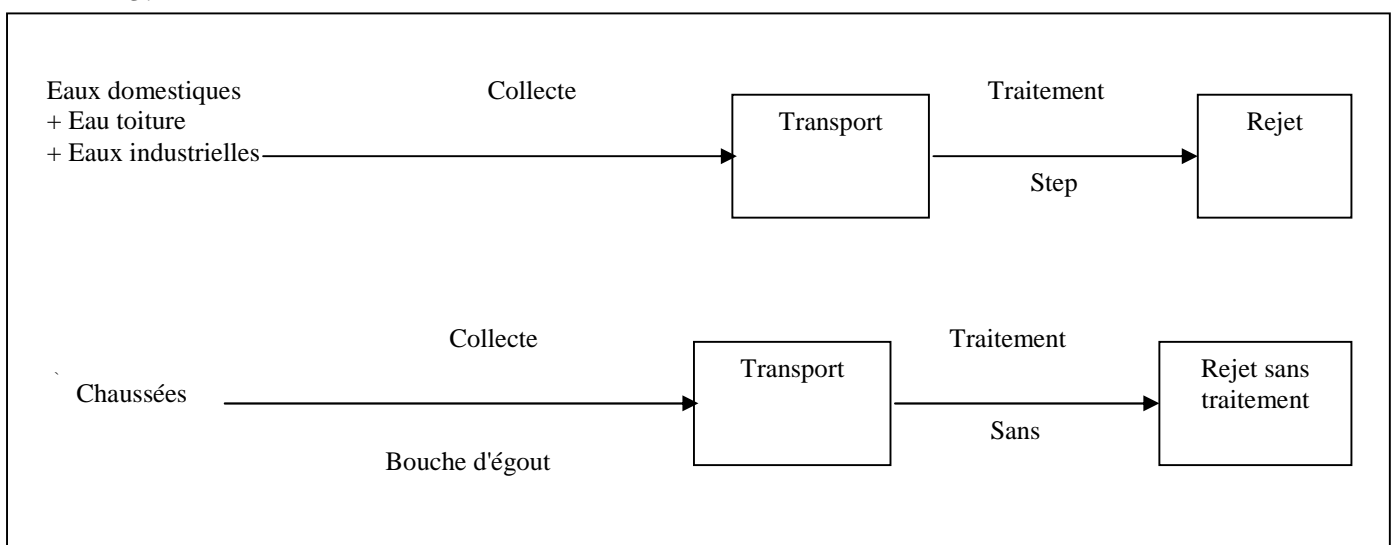 Eaux domestiques
+ Eau toiture
+ Eaux industrielles
Collecte
Transport
Traitement
Step
Rejet
Chaussées
Collecte
Bouche d'égout
Transport
Traitement
Sans
Rejet sans
traitement